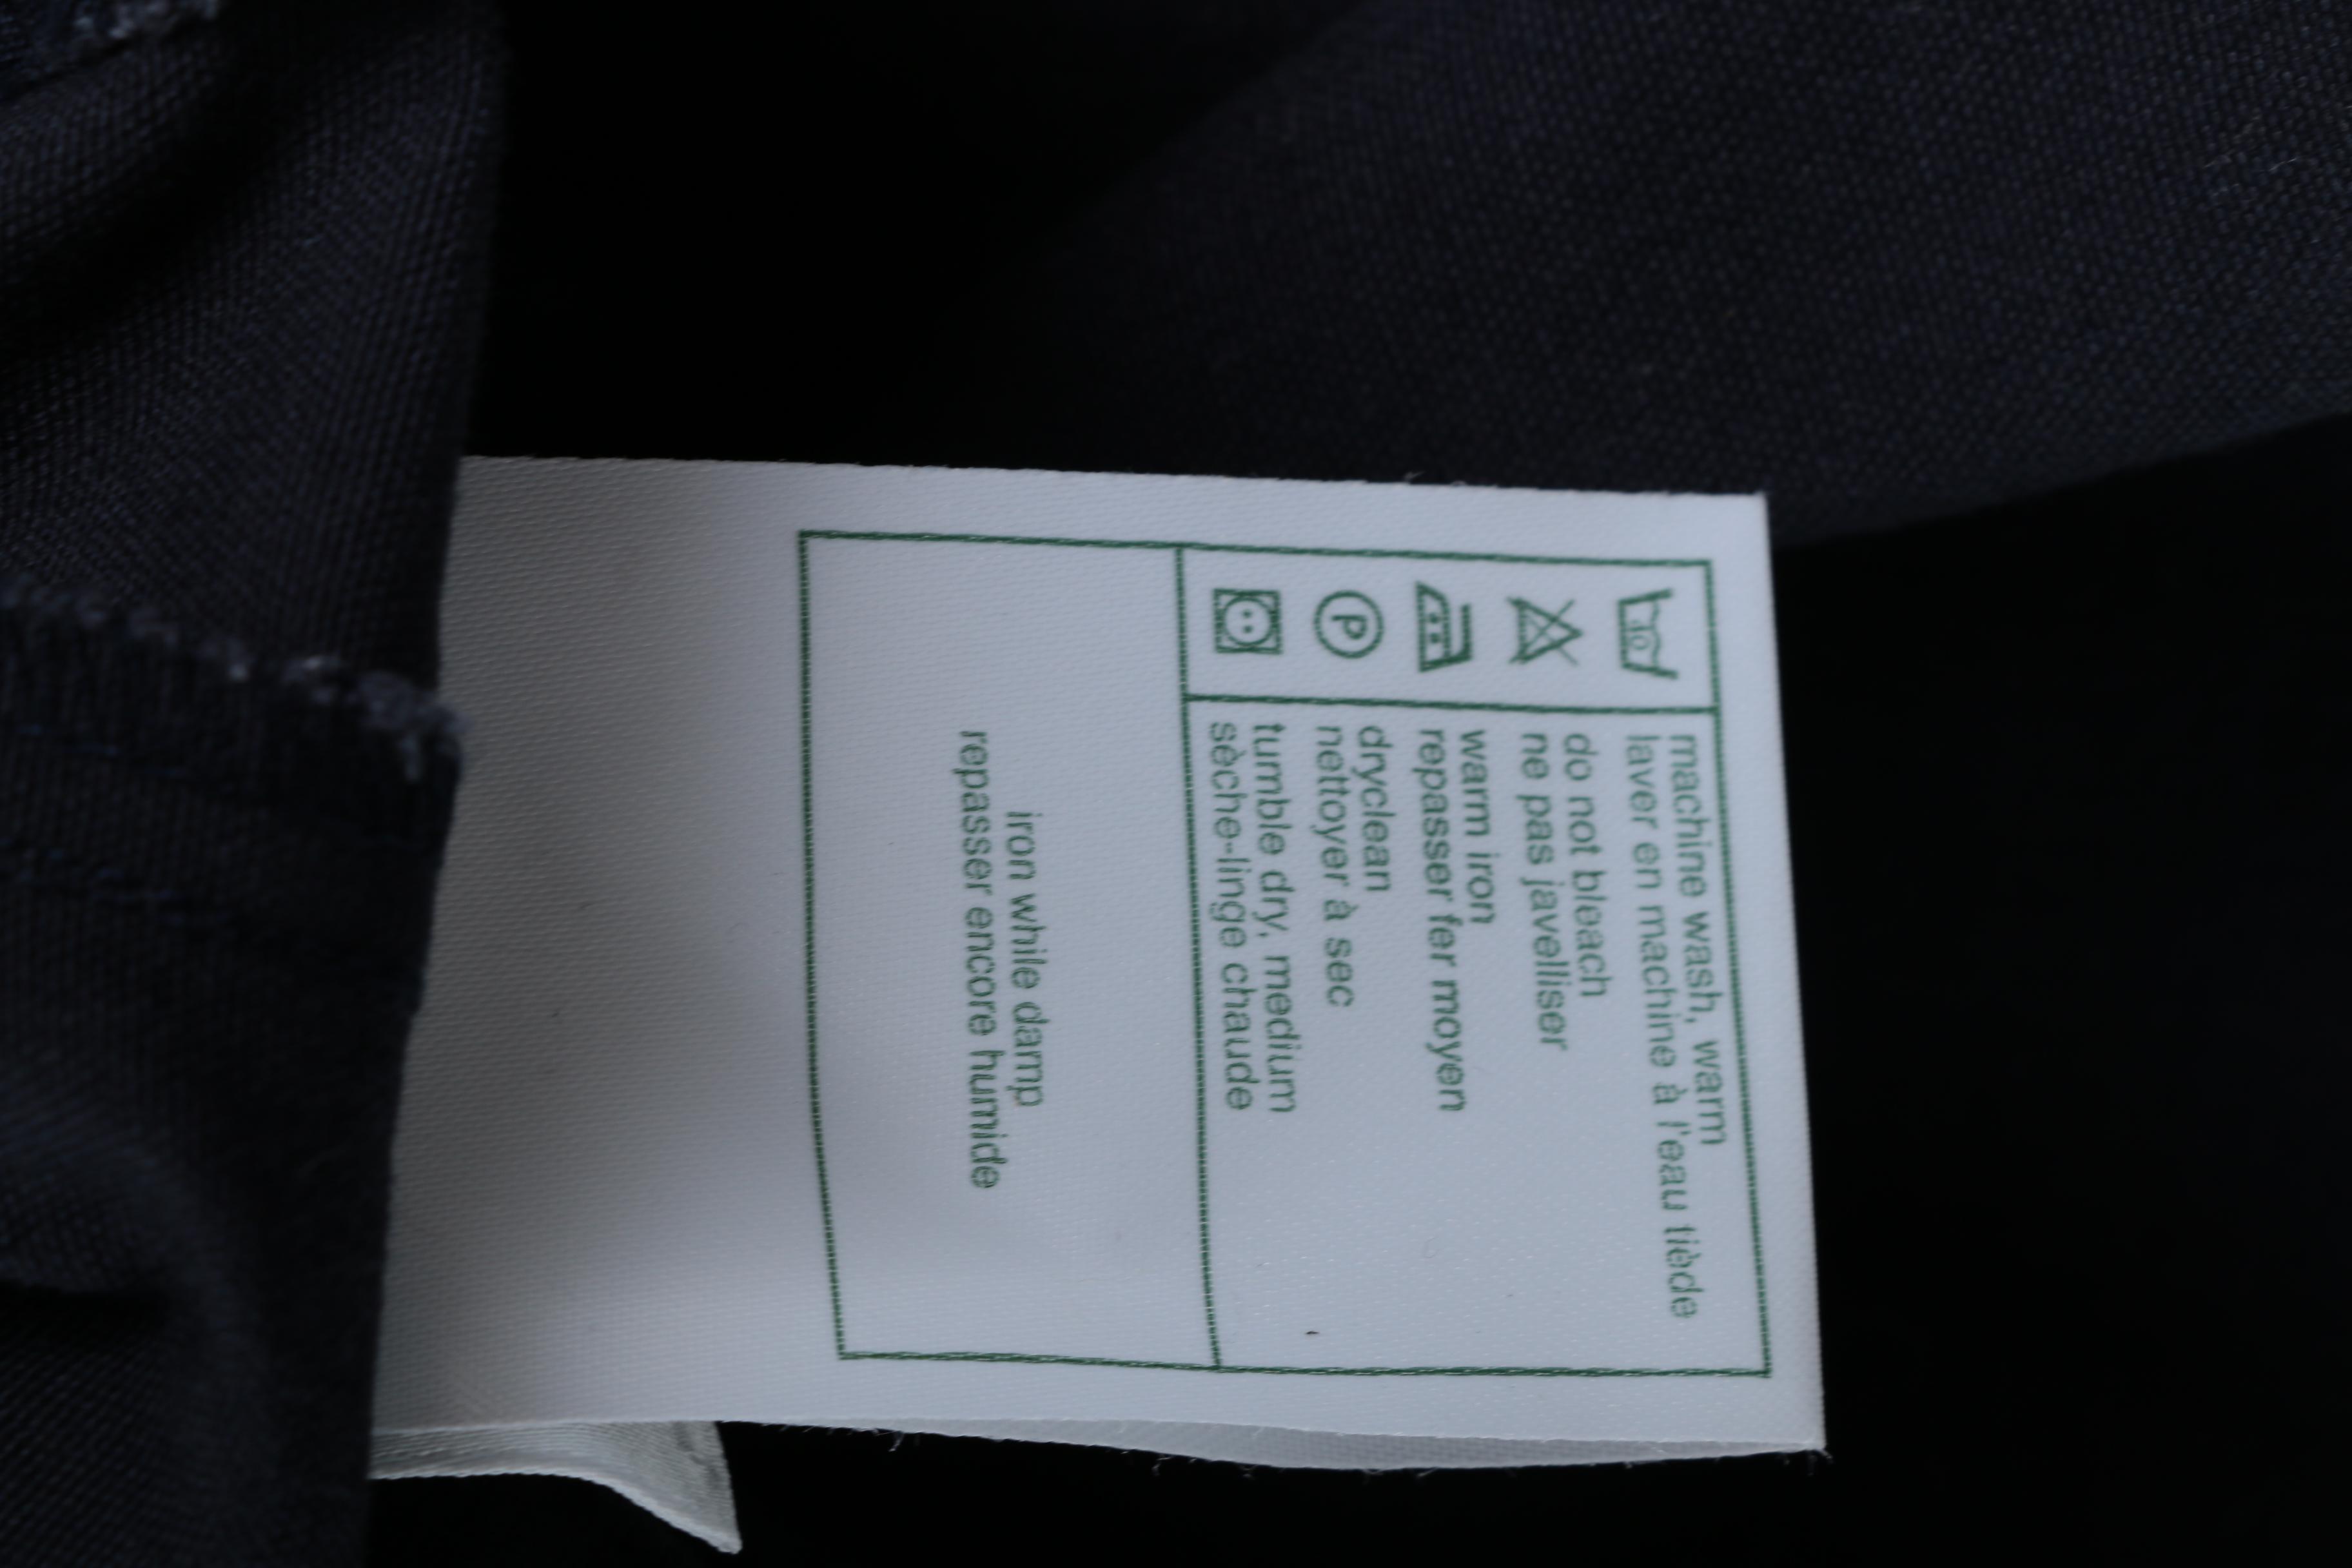 40
machine wash, warm
laver en machine à l'eau tiède
do not bleach
ne pas javelliser
warm iron
repasser fer moyen
P
dryclean
nettoyer à sec
tumble dry, medium
sèche-linge chaude
iron while damp
repasser encore humide